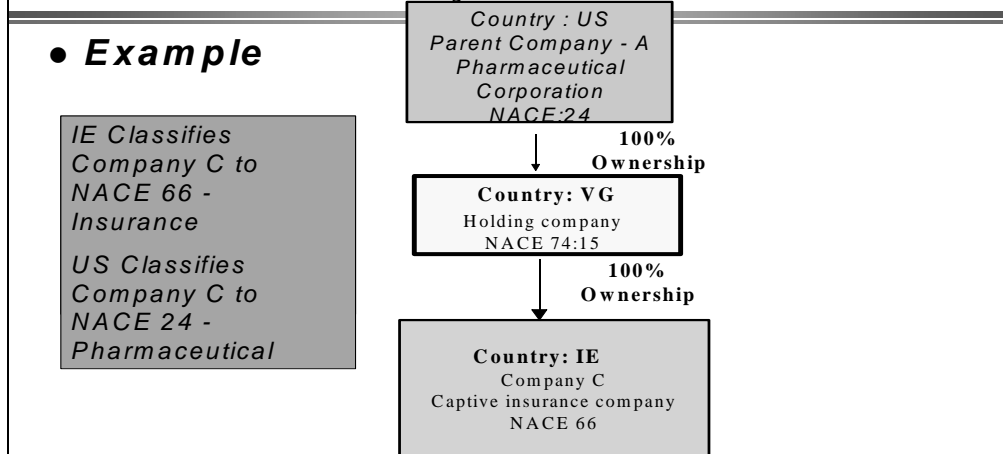 ● Example
IE Classifies
Company C to
NACE 66 -
Insurance
US Classifies
Company C to
NACE 24 -
Pharmaceutical
Country : US
Parent Company - A
Pharmaceutical
Corporation
NACE:24
100%
Ownership
Country: VG
Holding company
NACE 74:15
100%
Ownership
Country: IE
Company C
Captive insurance company
NACE 66